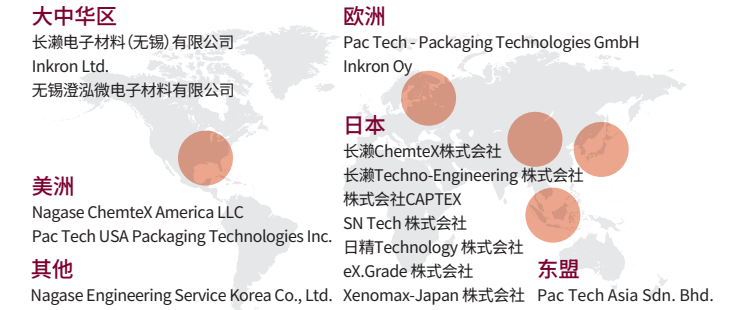 大中华区
长濑电子材料（无锡）有限公司
Inkron Ltd.
无锡澄泓微电子材料有限公司
美洲
Nagase ChemteX America LLC
Pac Tech USA Packaging Technologies Inc.
其他
Nagase Engineering Service Korea Co., Ltd.
欧洲
Pac Tech - Packaging Technologies GmbH
Inkron Oy
日本
长濑ChemteX株式会社
长濑Techno-Engineering 株式会社
株式会社CAPTEX
SN Tech 株式会社
日精Technology 株式会社
eX.Grade 株式会社
Xenomax-Japan 株式会社
东盟
Pac Tech Asia Sdn. Bhd.